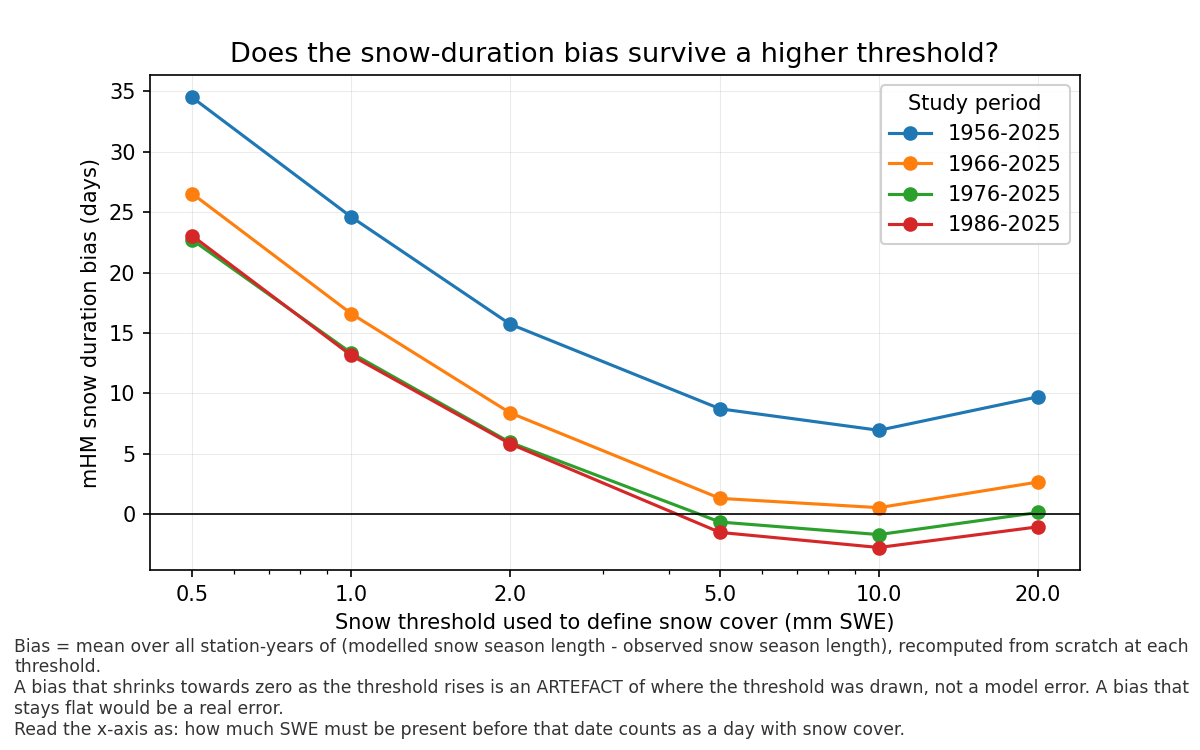 Does the snow-duration bias survive a higher threshold?
mHM snow duration bias (days)
35
30
25
20
15
10
5
0
Study period
1956-2025
1966-2025
1976-2025
1986-2025
0.5
1.0
2.0
5.0
10.0
20.0
Snow threshold used to define snow cover (mm SWE)
Bias = mean over all station-years of (modelled snow season length - observed snow season length), recomputed from scratch at each
threshold.
A bias that shrinks towards zero as the threshold rises is an ARTEFACT of where the threshold was drawn, not a model error. A bias that
stays flat would be a real error.
Read the x-axis as: how much SWE must be present before that date counts as a day with snow cover.